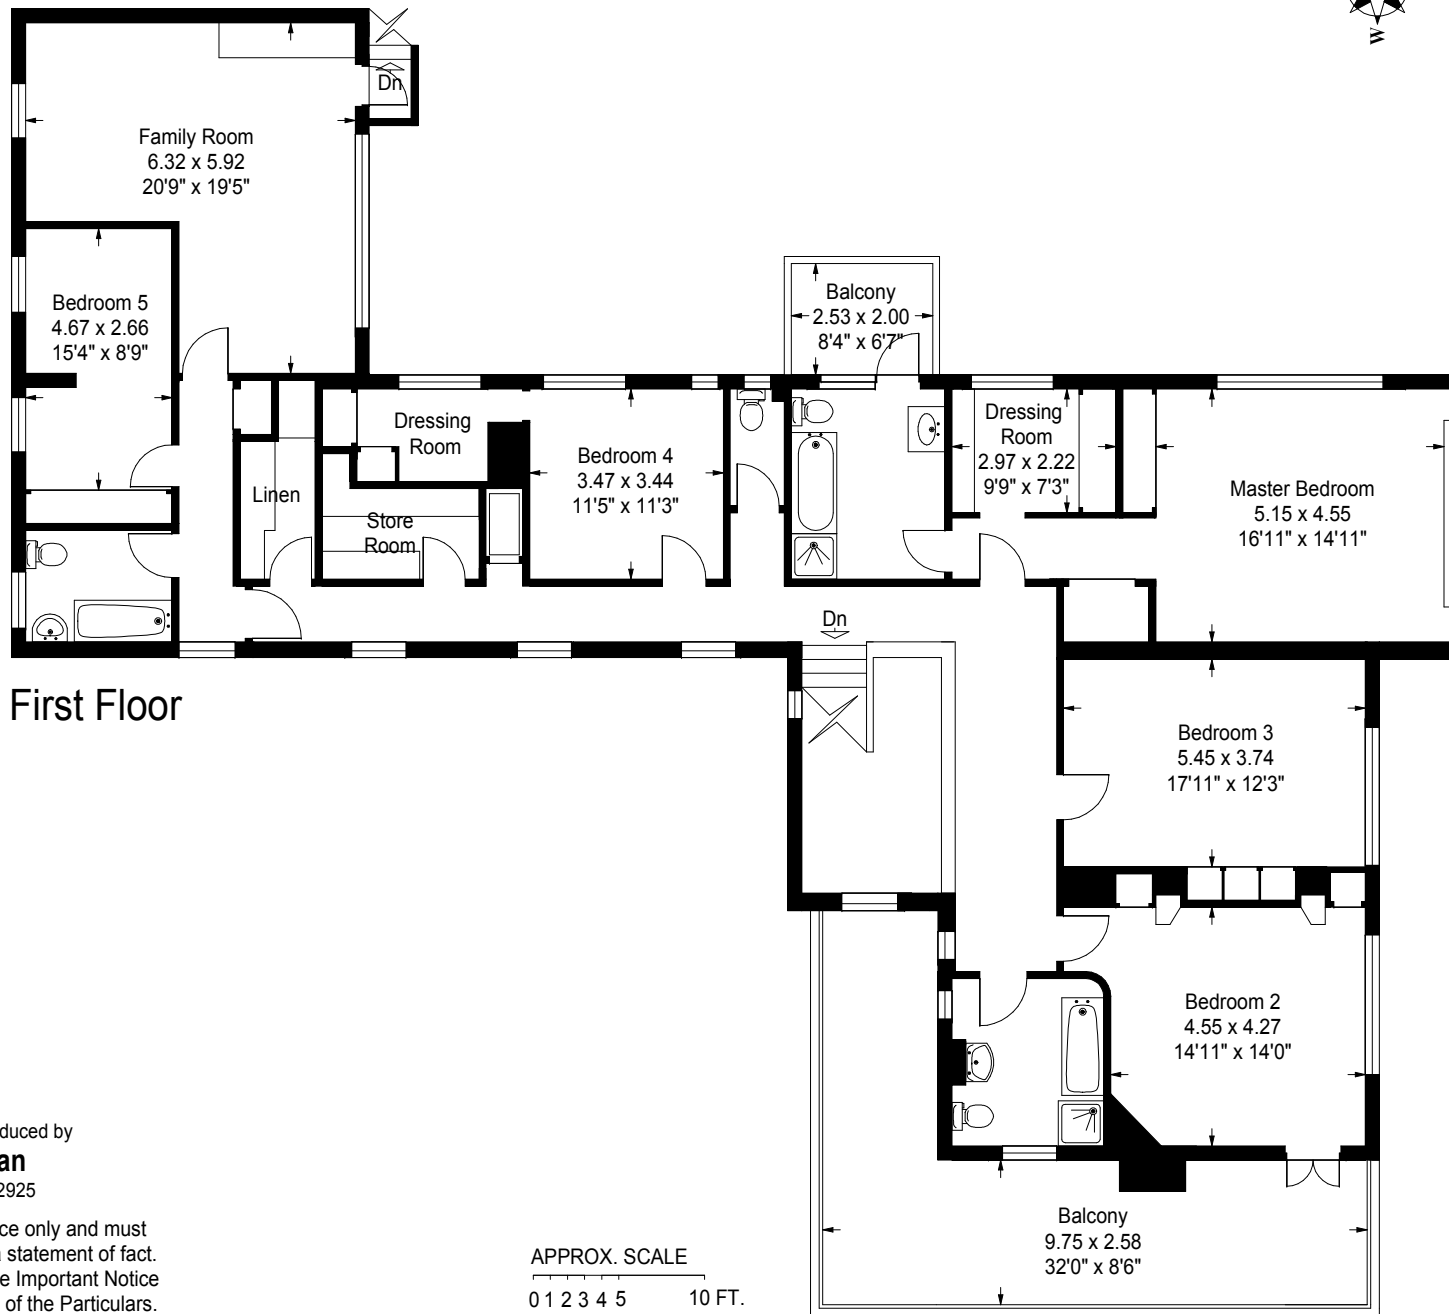 W
Dn
Family Room
6.32 x 5.92
20'9" x 19'5"
Bedroom 5
4.67 x 2.66
15'4" x 8'9"
Balcony
2.53 x 2.00
8'4" x 6'7"
Dressing
Room
Bedroom 4
3.47 x 3.44
11'5" x 11'3"
Linen
Store
Room
Dressing
Room
2.97 x 2.22
9'9" x 7'3"
Master Bedroom
5.15 x 4.55
16'11" x 14'11"
Dn
First Floor
Bedroom 3
5.45 x 3.74
17'11" x 12'3"
Bedroom 2
4.55 x 4.27
14'11" x 14'0"
Balcony
9.75 x 2.58
32'0" x 8'6"
duced by
an
2925
ce only and must
a statement of fact.
e Important Notice
of the Particulars.
APPROX. SCALE
0 1 2 3 4 5 10 FT.